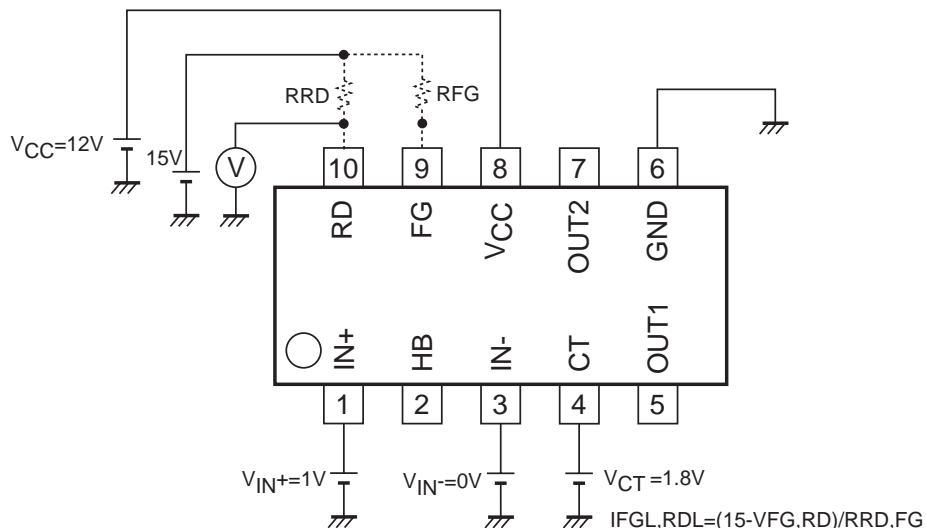 RRD
RFG
VCC=12V
15V
V
10
9
8
7
6
RD
FG
VCC
OUT2
GND
IN+
HB
IN-
CT
OUT1
1
2
3
4
5
VIN+=1V
VIN-=0V
VCT =1.8V
IFGL,RDL=(15-VFG,RD)/RRD,FG